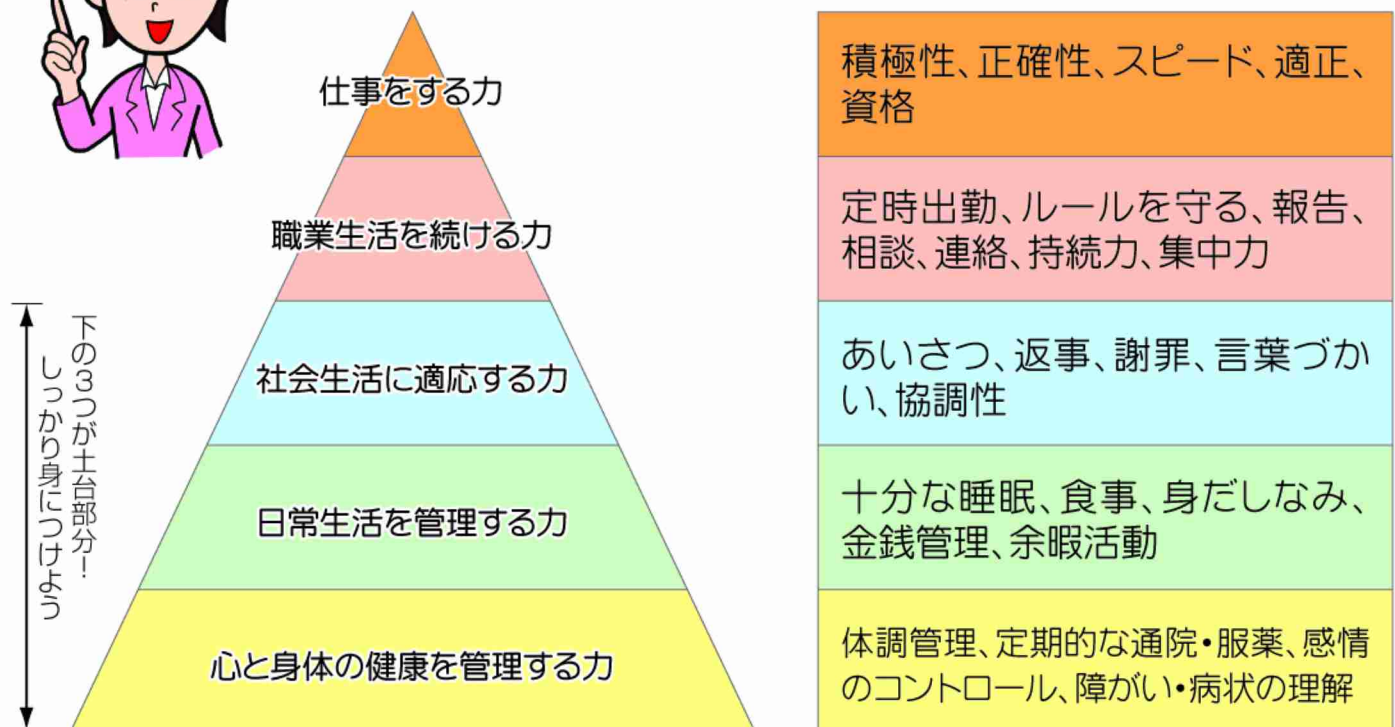 仕事をする力
積極性、正確性、スピード、適正、
資格
職業生活を続ける力
定時出勤、ルールを守る、報告、
相談、連絡、持続力、集中力
下の3つが土台部分!
しっかり身につけよう
社会生活に適応する力
あいさつ、返事、謝罪、言葉づか
い、協調性
日常生活を管理する力
十分な睡眠、食事、身だしなみ、
金銭管理、余暇活動
心と身体の健康を管理する力
体調管理、定期的な通院・服薬、感情
のコントロール、障がい・病状の理解